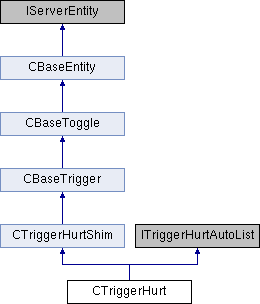 IServerEntity
CBaseEntity
CBaseToggle
CBaseTrigger
CTriggerHurtShim
ITriggerHurtAutoList
CTriggerHurt